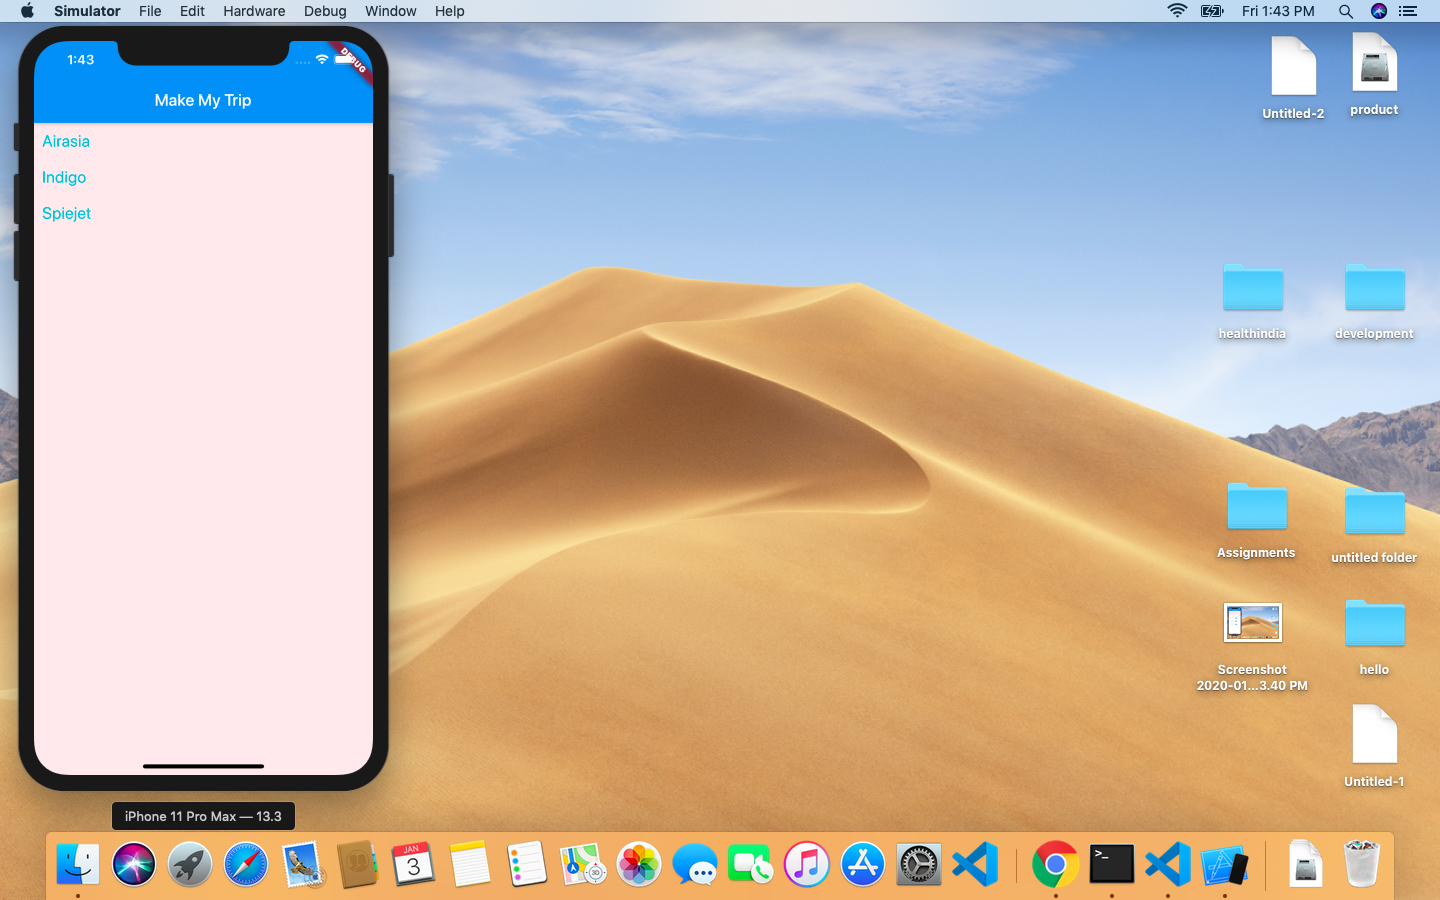 Simulator File Edit Hardware Debug Window Help
Fri 1:43 PM
1:43
DEBUG
Make My Trip
Airasia
Indigo
Spiejet
Untitled-2
product
healthindia
development
Assignments
untitled folder
Screenshot
2020-01...3.40 PM
hello
Untitled-1
iPhone 11 Pro Max — 13.3
JAN
3
3D
>_